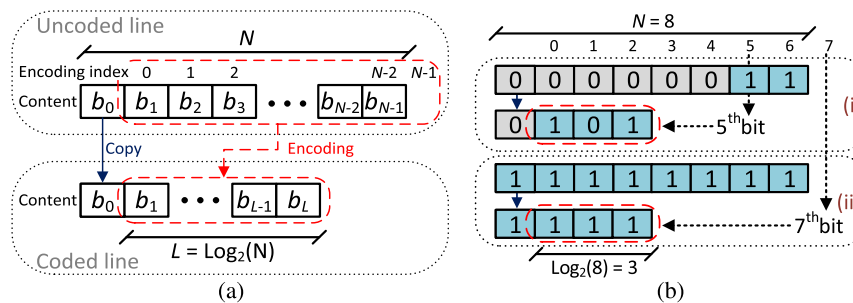 Uncoded line
N
Encoding index 0 1 2 N-2 N-1
Content b0 b1 b2 b3 ••• bN-2 bN-1
Copy
Encoding
Content b0 b1 ••• bL-1 bL
L = Log2(N)
Coded line
(a)
N = 8
0 1 2 3 4 5 6 7
0 0 0 0 0 0 1 1
0 1 0 1
5th bit
(i
1 1 1 1 1 1 1 1
1 1 1 1
7th bit
(ii
Log2(8) = 3
(b)